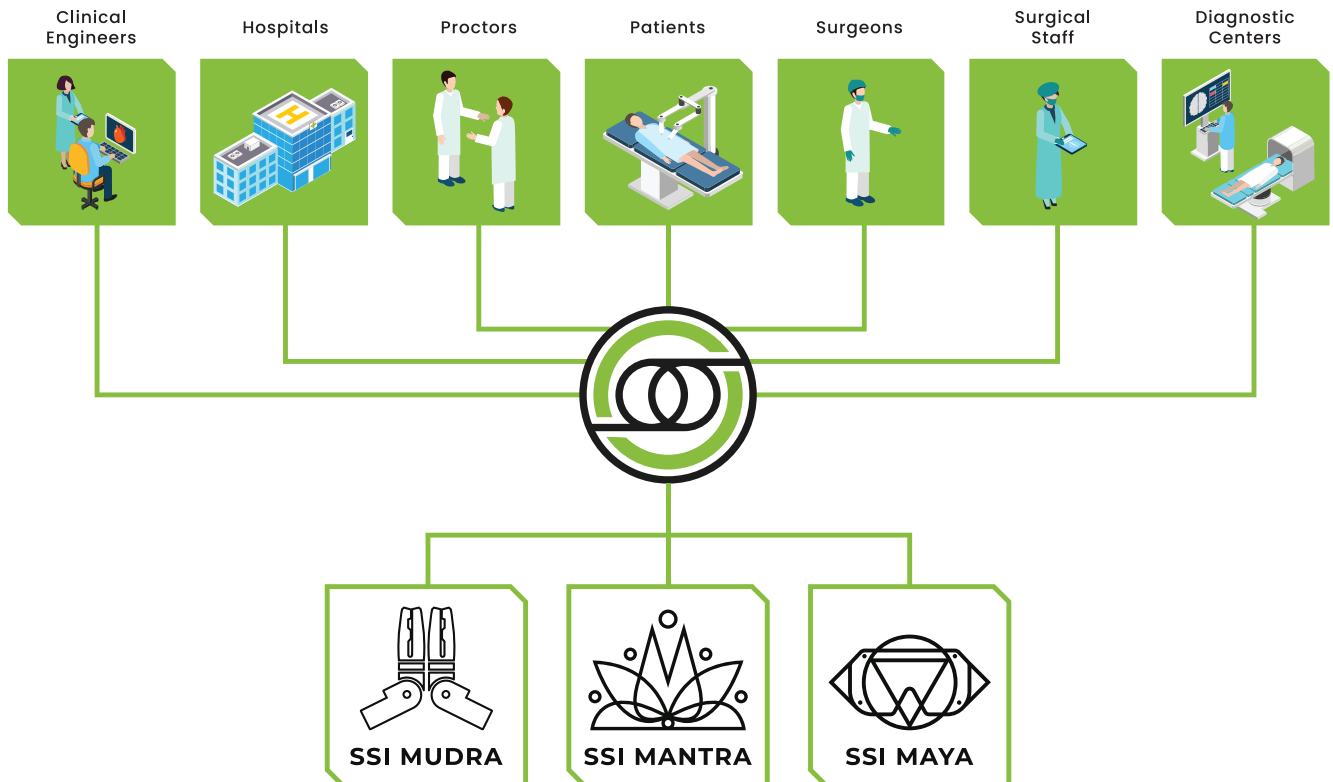 Clinical
Engineers
Hospitals
Proctors
Patients
Surgeons
Surgical
Staff
Diagnostic
Centers
H
SSI MUDRA
SSI MANTRA
SSI MAYA